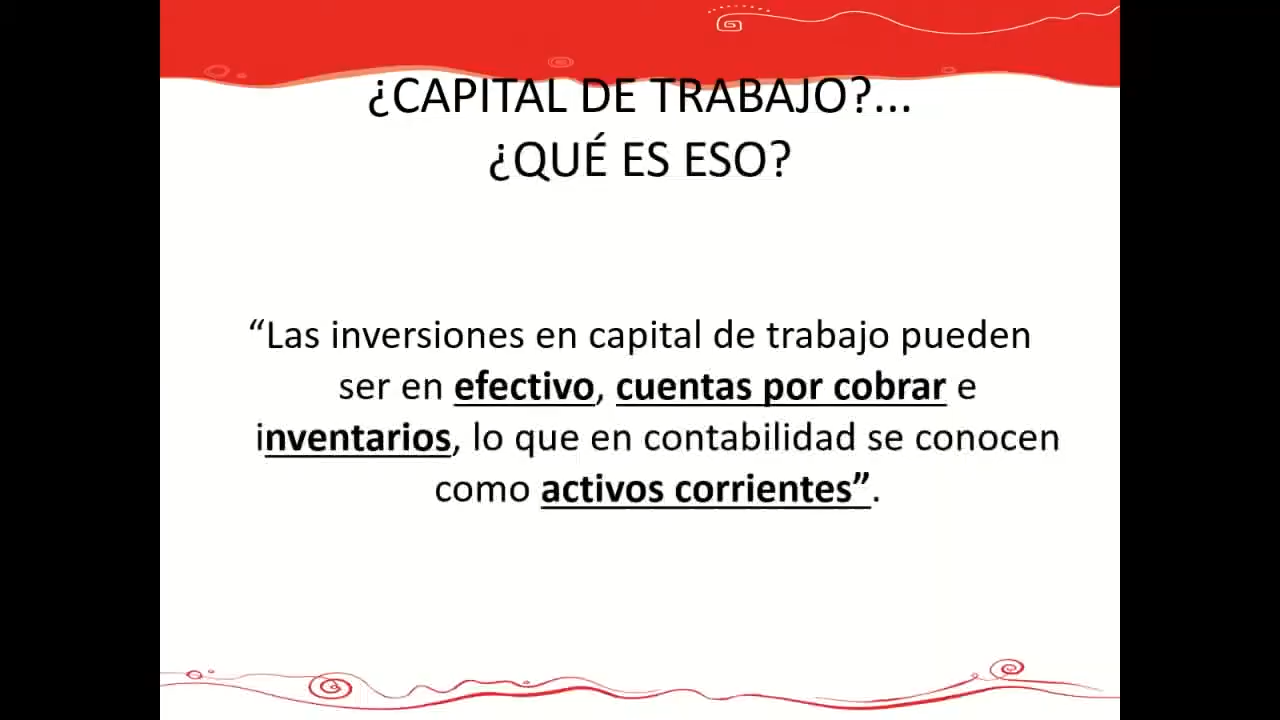 ¿CAPITAL DE TRABAJO?...
¿QUÉ ES ESO?
“Las inversiones en capital de trabajo pueden
ser en efectivo, cuentas por cobrar e
inventarios, lo que en contabilidad se conocen
como activos corrientes”.